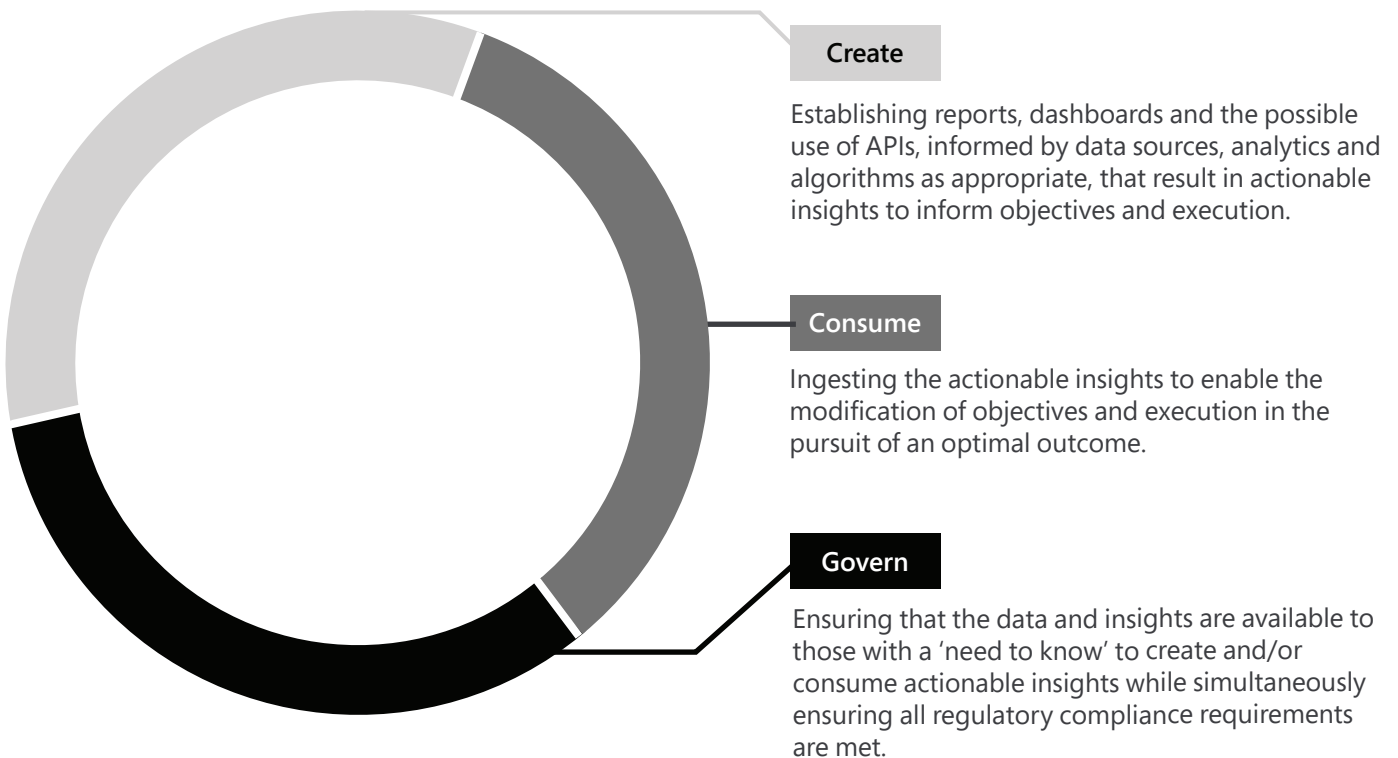 Create
Establishing reports, dashboards and the possible
use of APIs, informed by data sources, analytics and
algorithms as appropriate, that result in actionable
insights to inform objectives and execution.
Consume
Ingesting the actionable insights to enable the
modification of objectives and execution in the
pursuit of an optimal outcome.
Govern
Ensuring that the data and insights are available to
those with a ‘need to know’ to create and/or
consume actionable insights while simultaneously
ensuring all regulatory compliance requirements
are met.